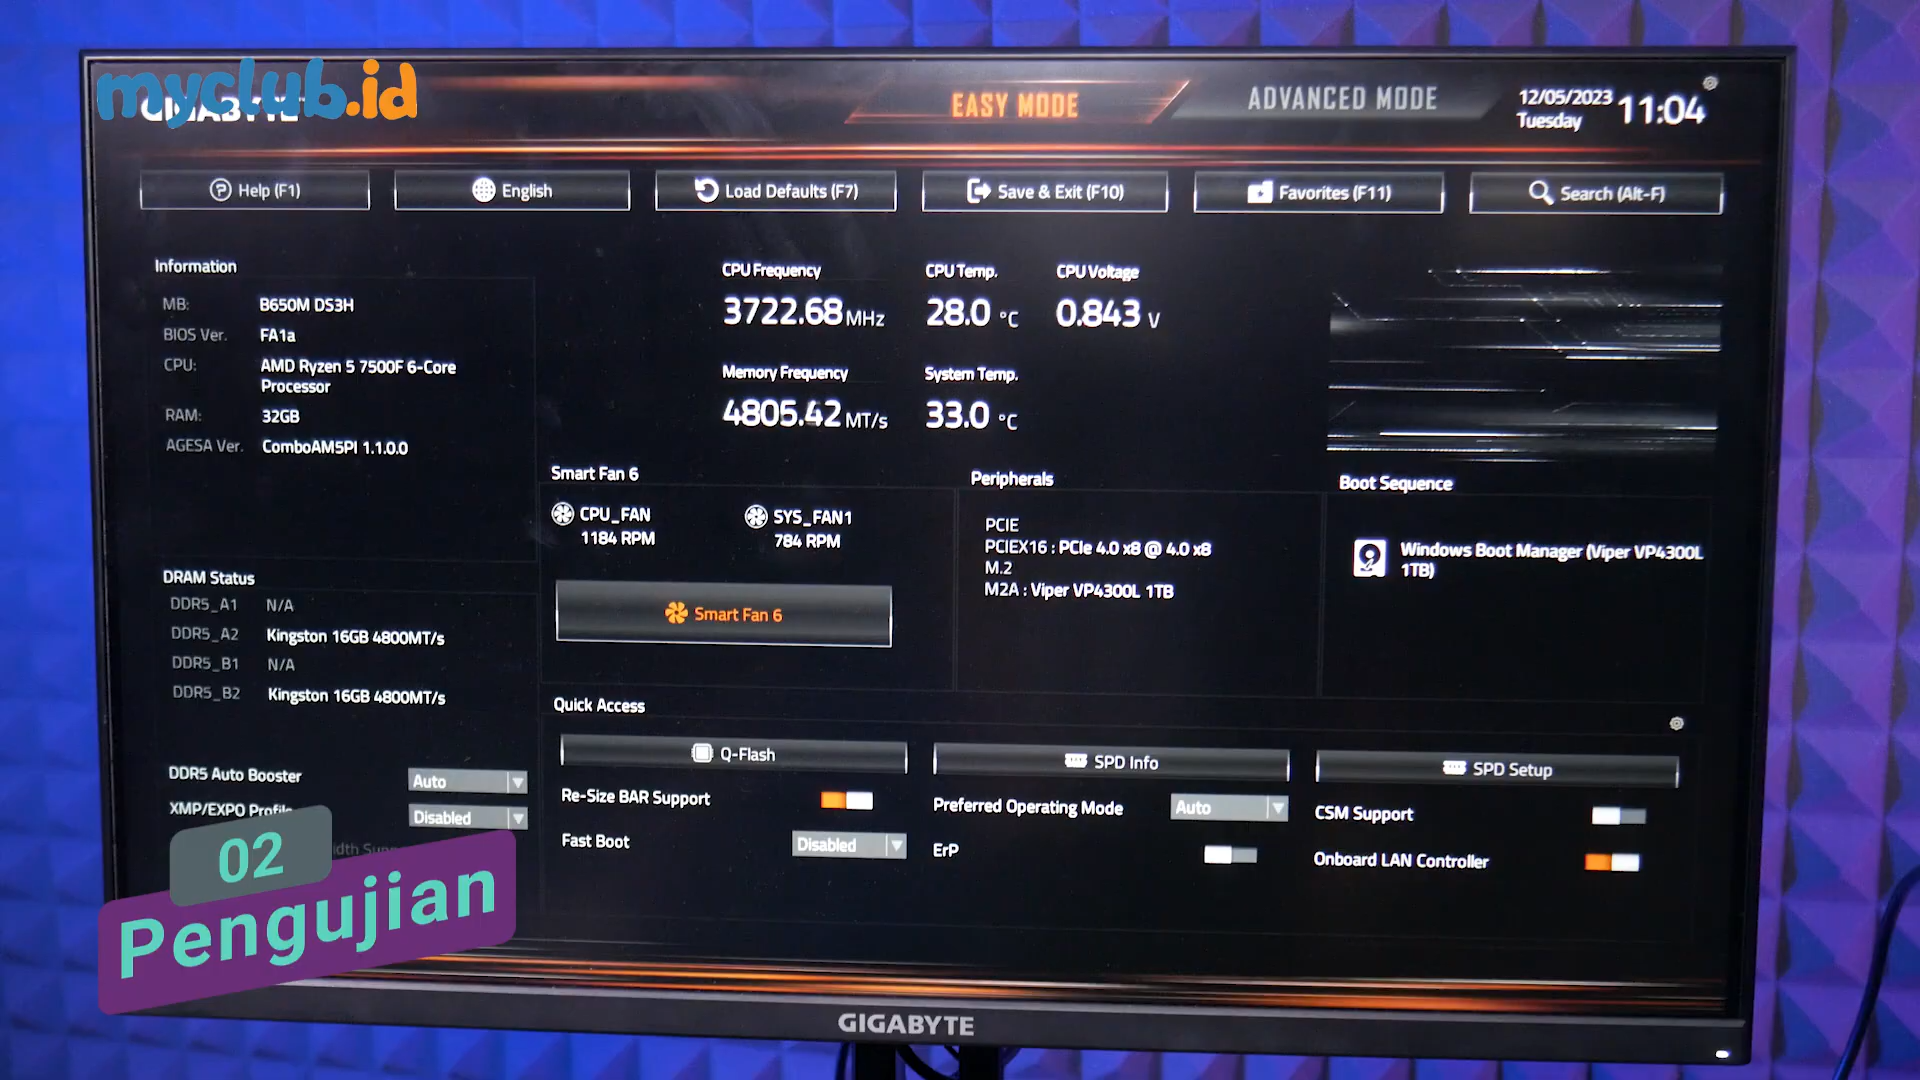 myclub.id
GIGABYTE
EASY MODE
ADVANCED MODE
12/05/2023
Tuesday
11:04
Help (F1)
English
Load Defaults (F7)
Save & Exit (F10)
Favorites (F11)
Search (Alt-F)
Information
MB: B650M DS3H
BIOS Ver. FA1a
CPU: AMD Ryzen 5 7500F 6-Core
Processor
RAM: 32GB
AGESA Ver. ComboAM5PI 1.1.0.0
CPU Frequency
3722.68 MHz
CPU Temp.
28.0 °C
CPU Voltage
0.843 V
Memory Frequency
4805.42 MT/s
System Temp.
33.0 °C
Smart Fan 6
CPU_FAN
1184 RPM
SYS_FAN1
784 RPM
Smart Fan 6
Peripherals
PCIE
PCIEX16 : PCIe 4.0 x8 @ 4.0 x8
M.2
M2A : Viper VP4300L 1TB
Boot Sequence
Windows Boot Manager (Viper VP4300L
1TB)
DRAM Status
DDR5_A1 N/A
DDR5_A2 Kingston 16GB 4800MT/s
DDR5_B1 N/A
DDR5_B2 Kingston 16GB 4800MT/s
DDR5 Auto Booster Auto
XMP/EXPO Profile Disabled
Quick Access
Q-Flash
SPD Info
SPD Setup
Re-Size BAR Support
Preferred Operating Mode Auto
CSM Support
Fast Boot Disabled
ErP
Onboard LAN Controller
02
Pengujian
GIGABYTE